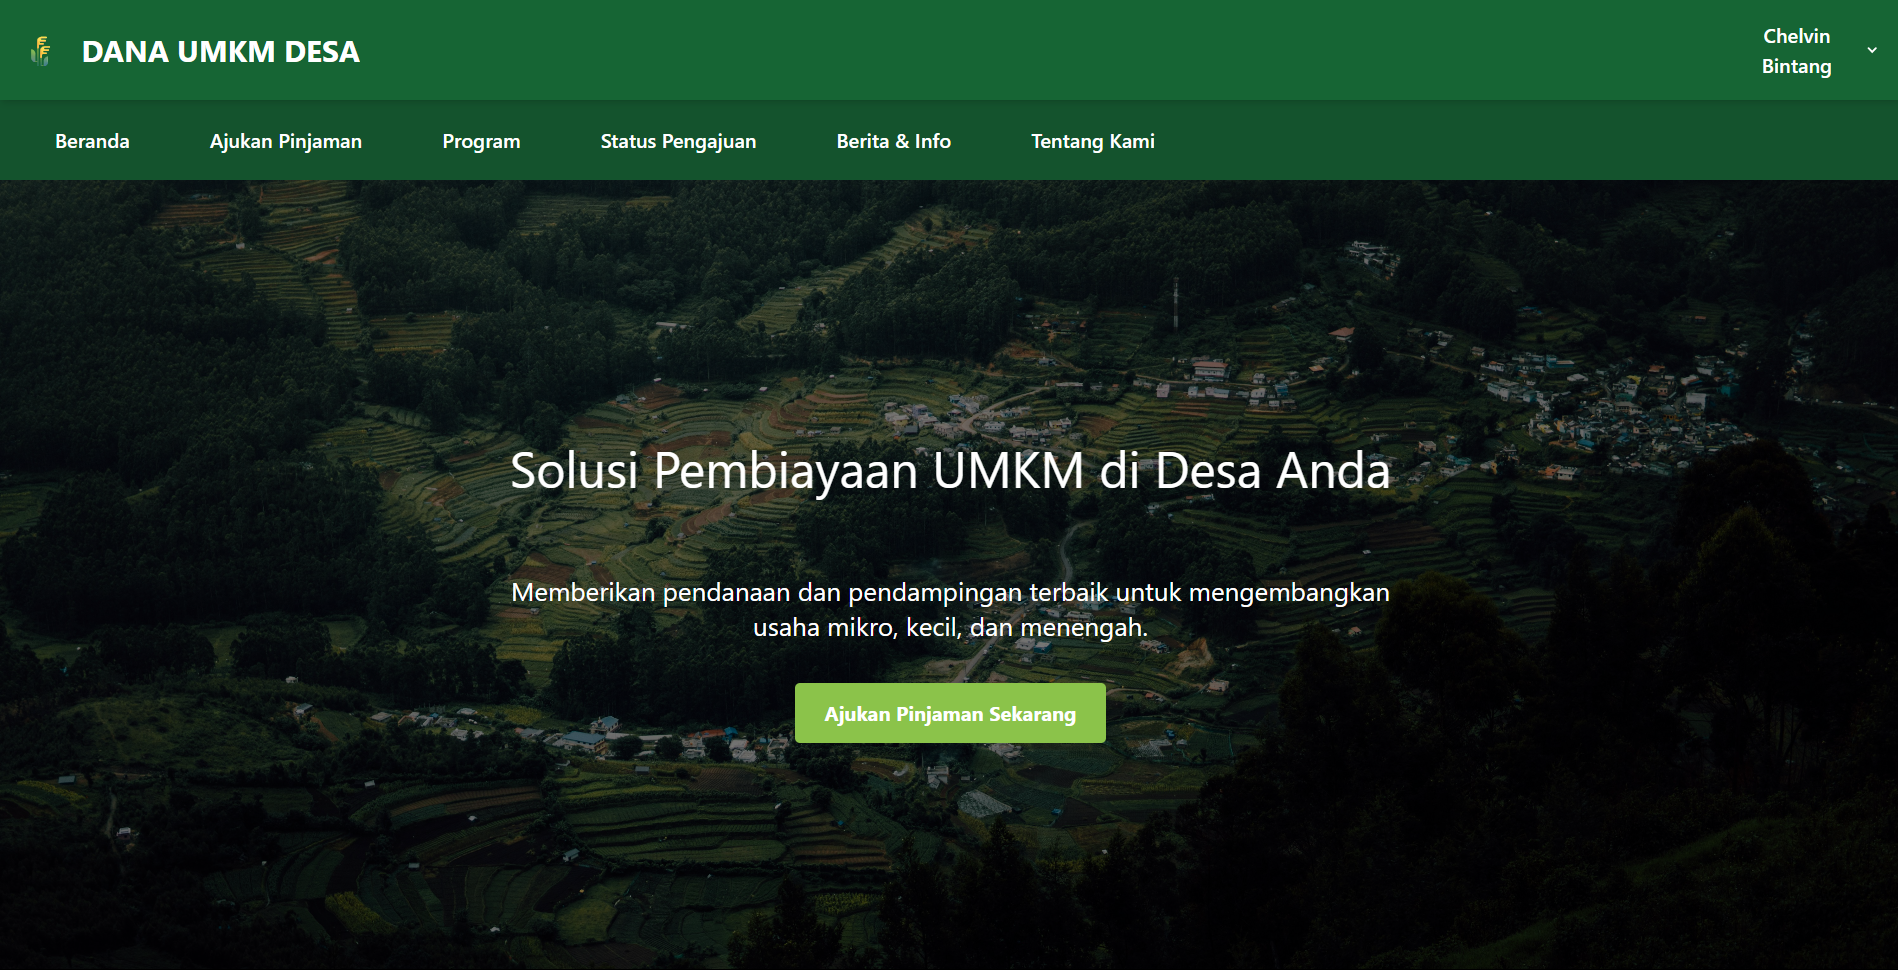 DANA UMKM DESA
Chelvin
Bintang
Beranda
Ajukan Pinjaman
Program
Status Pengajuan
Berita & Info
Tentang Kami
Solusi Pembiayaan UMKM di Desa Anda
Memberikan pendanaan dan pendampingan terbaik untuk mengembangkan
usaha mikro, kecil, dan menengah.
Ajukan Pinjaman Sekarang